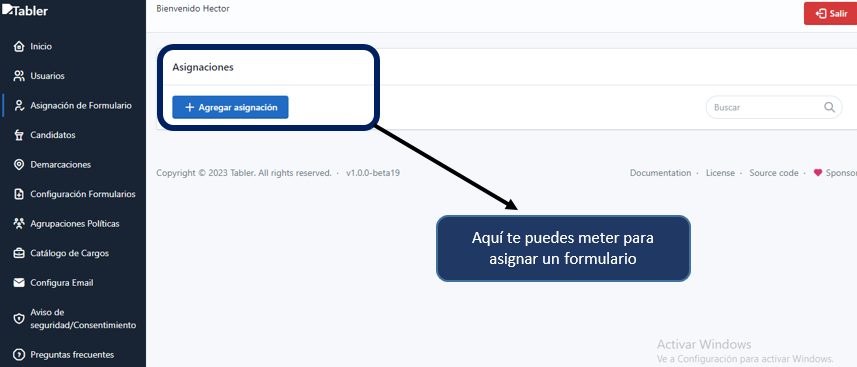 Tabler
Bienvenido Hector
Salir
Inicio
Usuarios
Asignación de Formulario
Candidatos
Demarcaciones
Configuración Formularios
Agrupaciones Políticas
Catálogo de Cargos
Configura Email
Aviso de
seguridad/Consentimiento
Preguntas frecuentes
Asignaciones
+ Agregar asignación
Buscar
Copyright © 2023 Tabler. All rights reserved. · v1.0.0-beta19
Documentation · License · Source code · Sponsor
Aquí te puedes meter para
asignar un formulario
Activar Windows
Ve a Configuración para activar Windows.